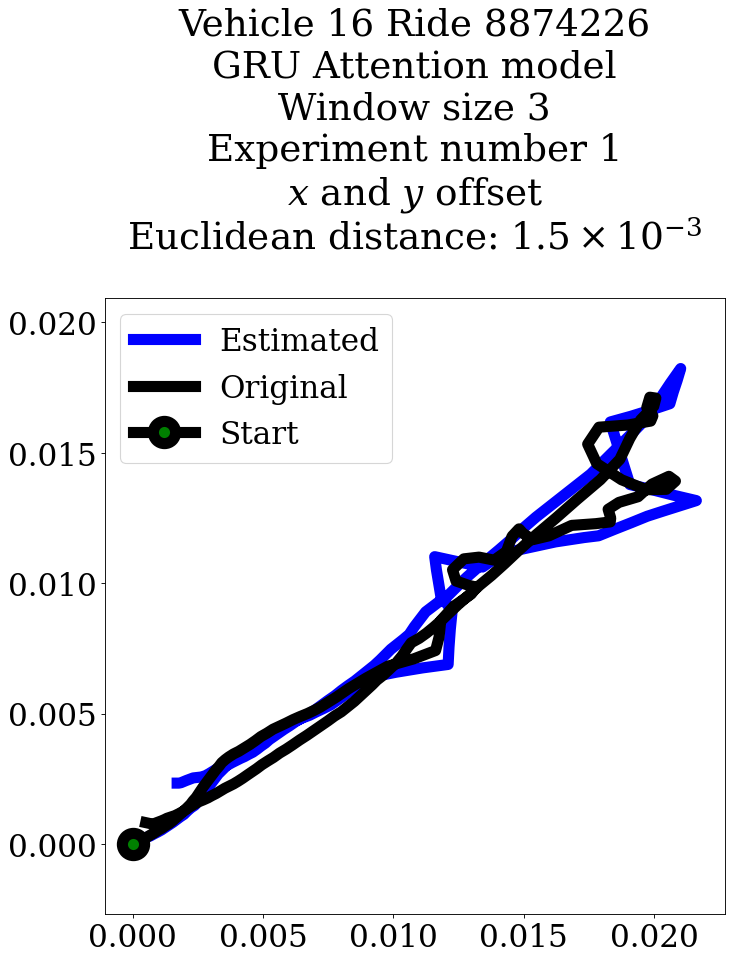 Vehicle 16 Ride 8874226
GRU Attention model
Window size 3
Experiment number 1
x and y offset
Euclidean distance: 1.5 × 10⁻³
0.020
0.015
0.010
0.005
0.000
Estimated
Original
Start
0.000 0.005 0.010 0.015 0.020